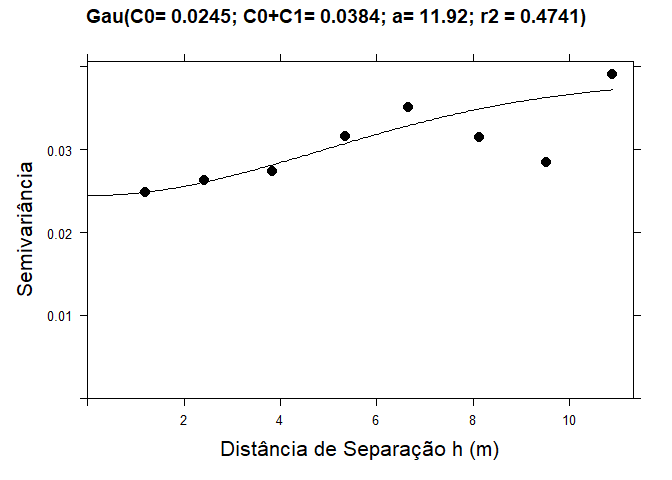 Gau(C0= 0.0245; C0+C1= 0.0384; a= 11.92; r2 = 0.4741)
Semivariância
0.03
0.02
0.01
2 4 6 8 10
Distância de Separação h (m)